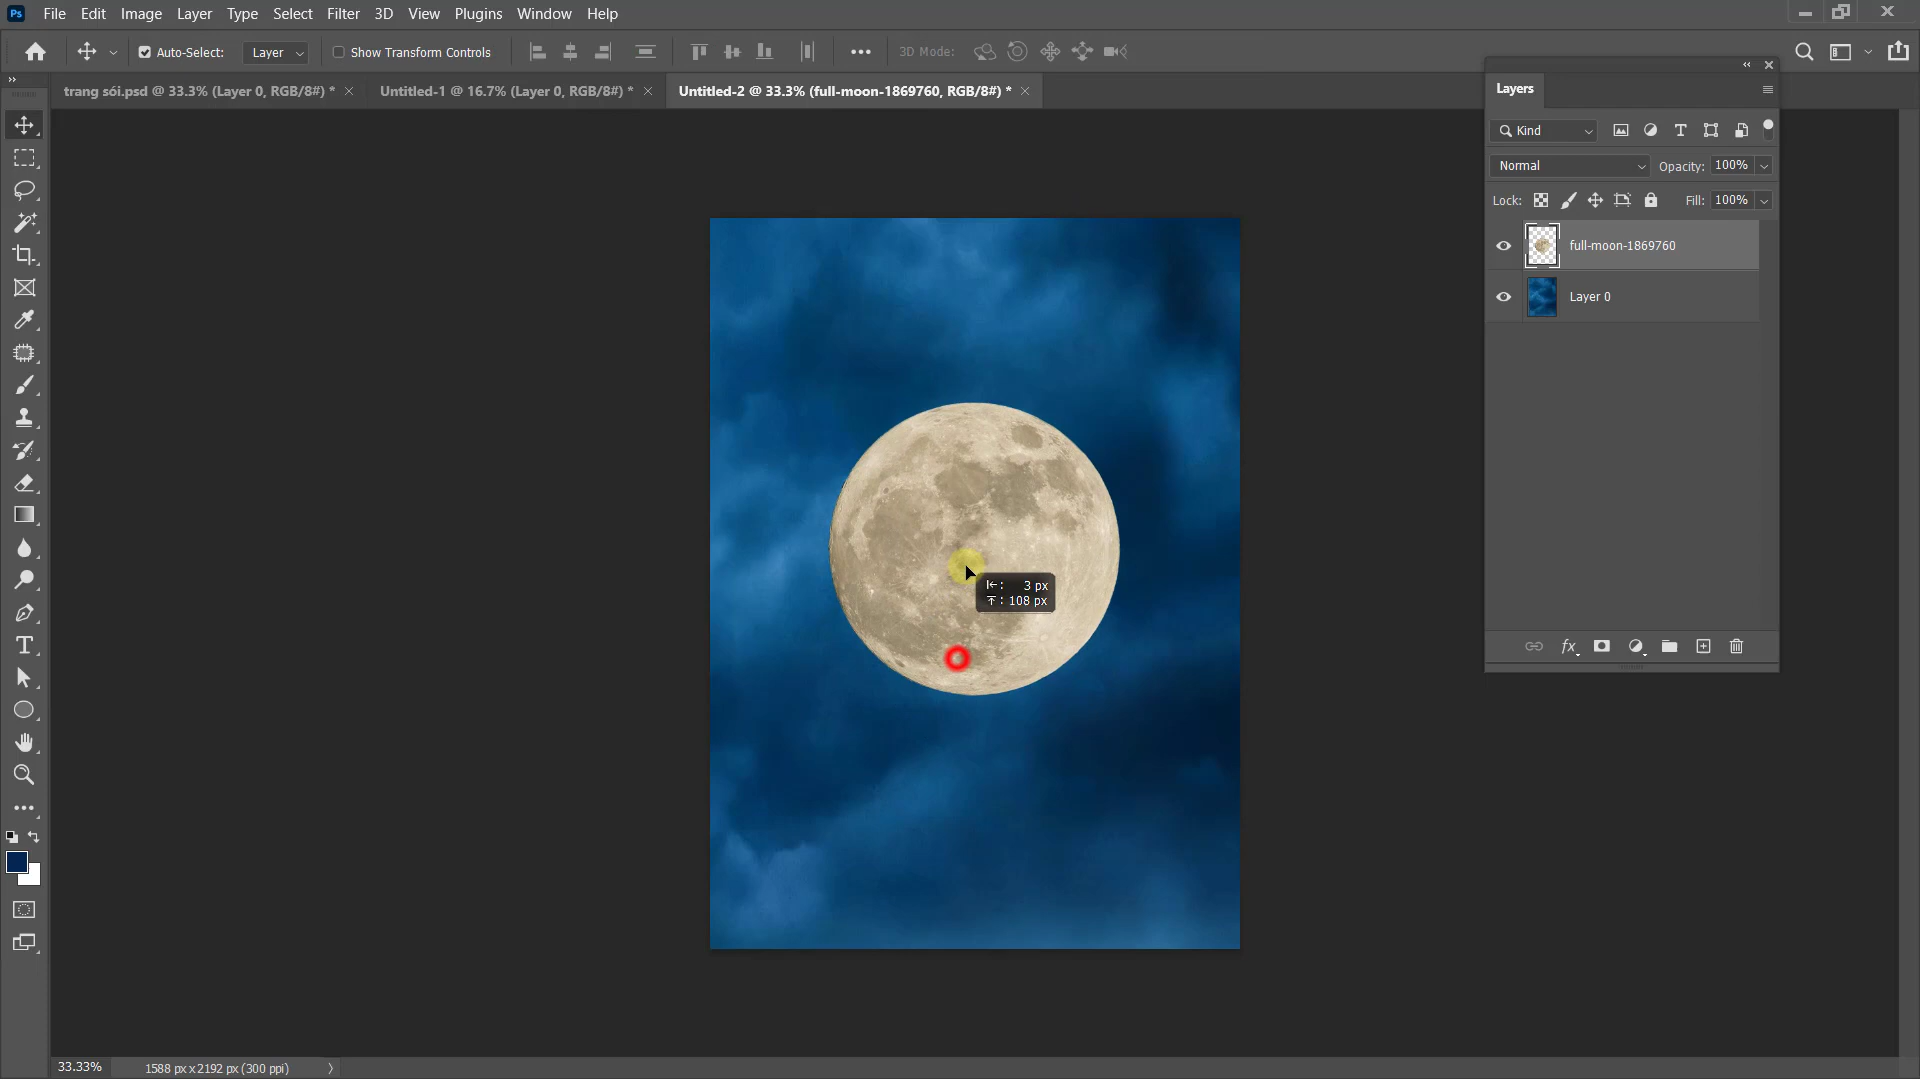 Ps File Edit Image Layer Type Select Filter 3D View Plugins Window Help
Auto-Select: Layer Show Transform Controls 3D Mode:
trang sói.psd @ 33.3% (Layer 0, RGB/8#) * Untitled-1 @ 16.7% (Layer 0, RGB/8#) * Untitled-2 @ 33.3% (full-moon-1869760, RGB/8#) *
Layers
Kind
Normal Opacity: 100%
Lock: Fill: 100%
full-moon-1869760
Layer 0
3 px
108 px
33.33% 1588 px x 2192 px (300 ppi)